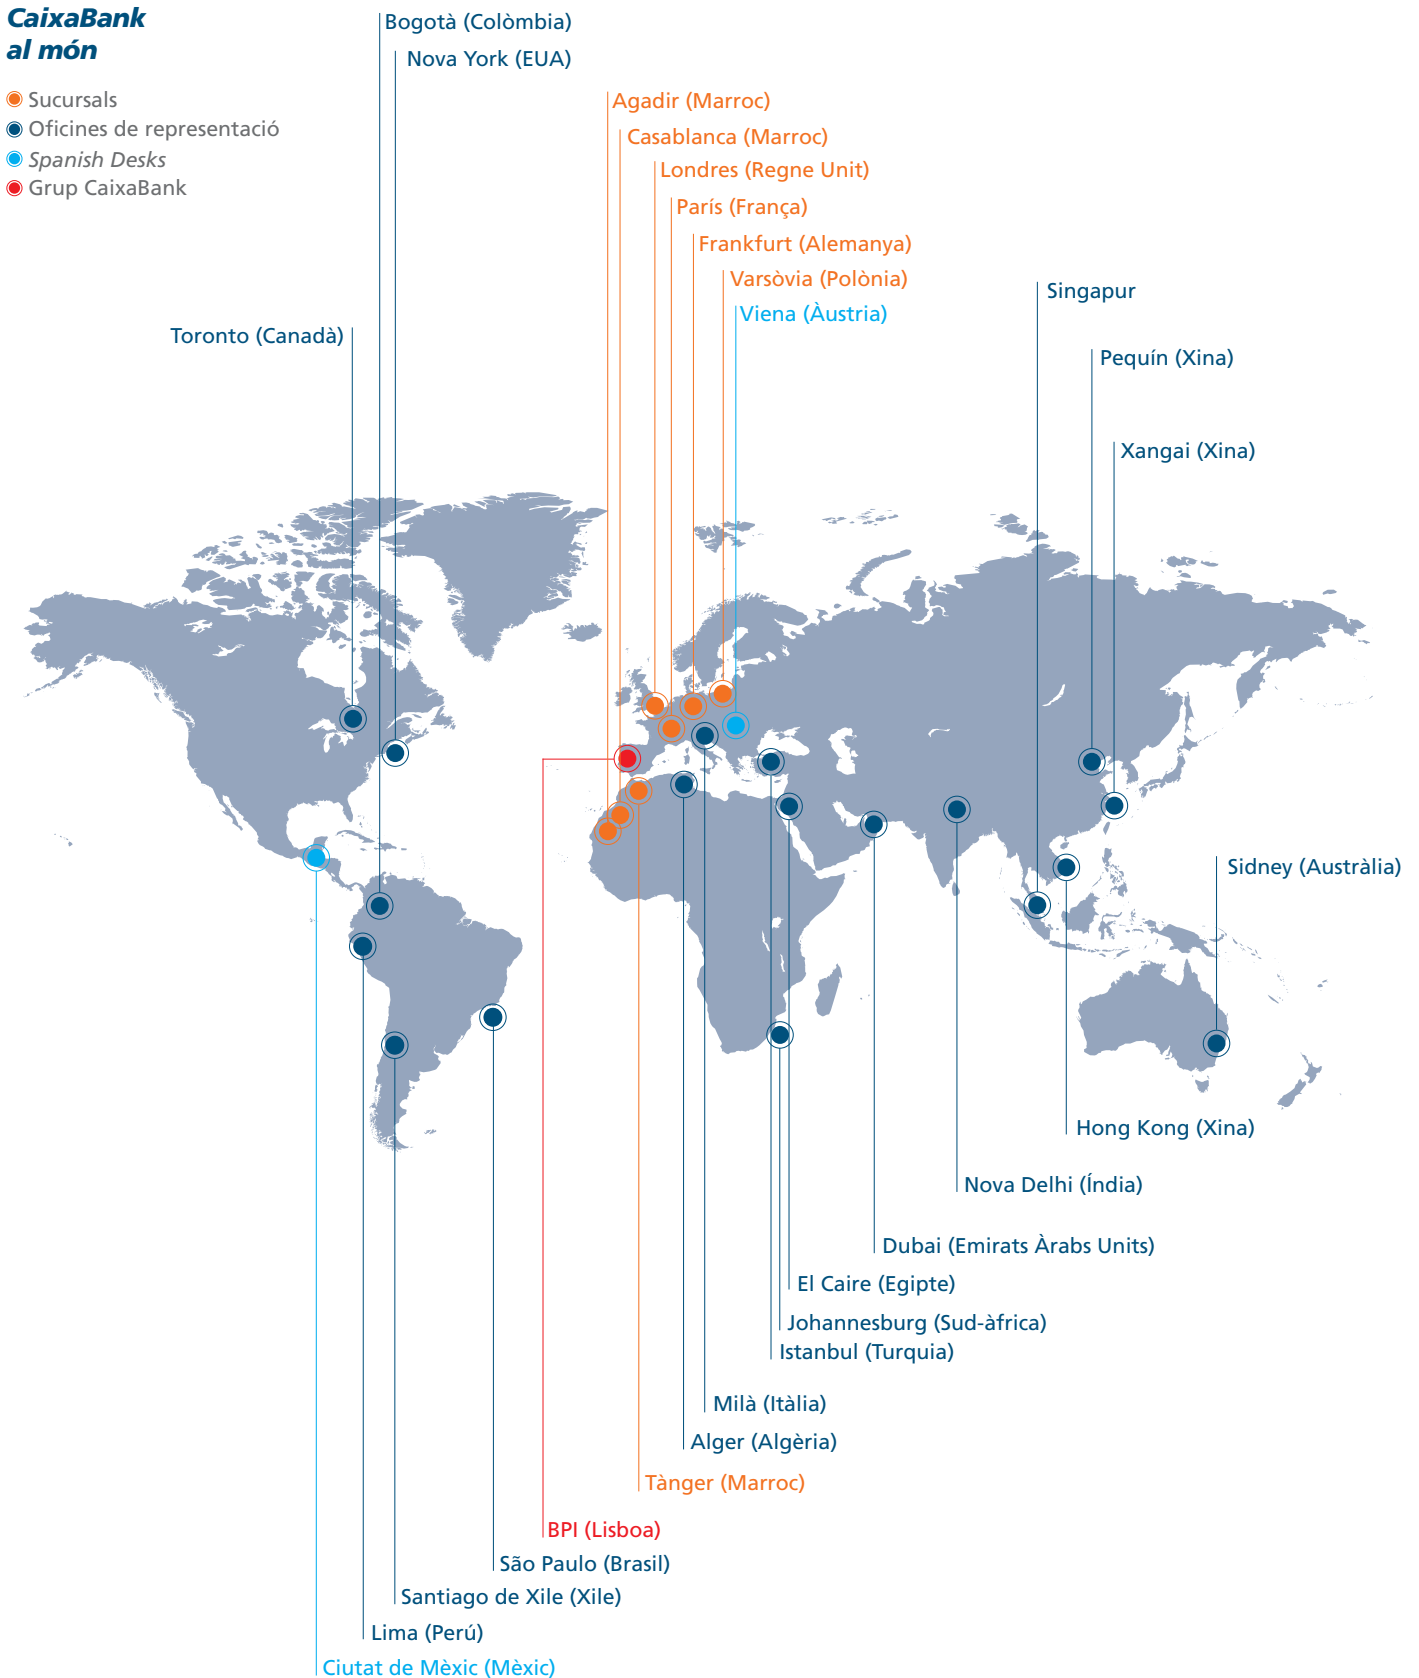 CaixaBank
al món
Sucursals
Oficines de representació
Spanish Desks
Grup CaixaBank
Bogotà (Colòmbia)
Nova York (EUA)
Agadir (Marroc)
Casablanca (Marroc)
Londres (Regne Unit)
París (França)
Frankfurt (Alemanya)
Varsòvia (Polònia)
Singapur
Viena (Àustria)
Toronto (Canadà)
Pequín (Xina)
Xangai (Xina)
Sidney (Austràlia)
Hong Kong (Xina)
Nova Delhi (Índia)
Dubai (Emirats Àrabs Units)
El Caire (Egipte)
Johannesburg (Sud-àfrica)
Istanbul (Turquia)
Milà (Itàlia)
Alger (Algèria)
Tànger (Marroc)
BPI (Lisboa)
São Paulo (Brasil)
Santiago de Xile (Xile)
Lima (Perú)
Ciutat de Mèxic (Mèxic)